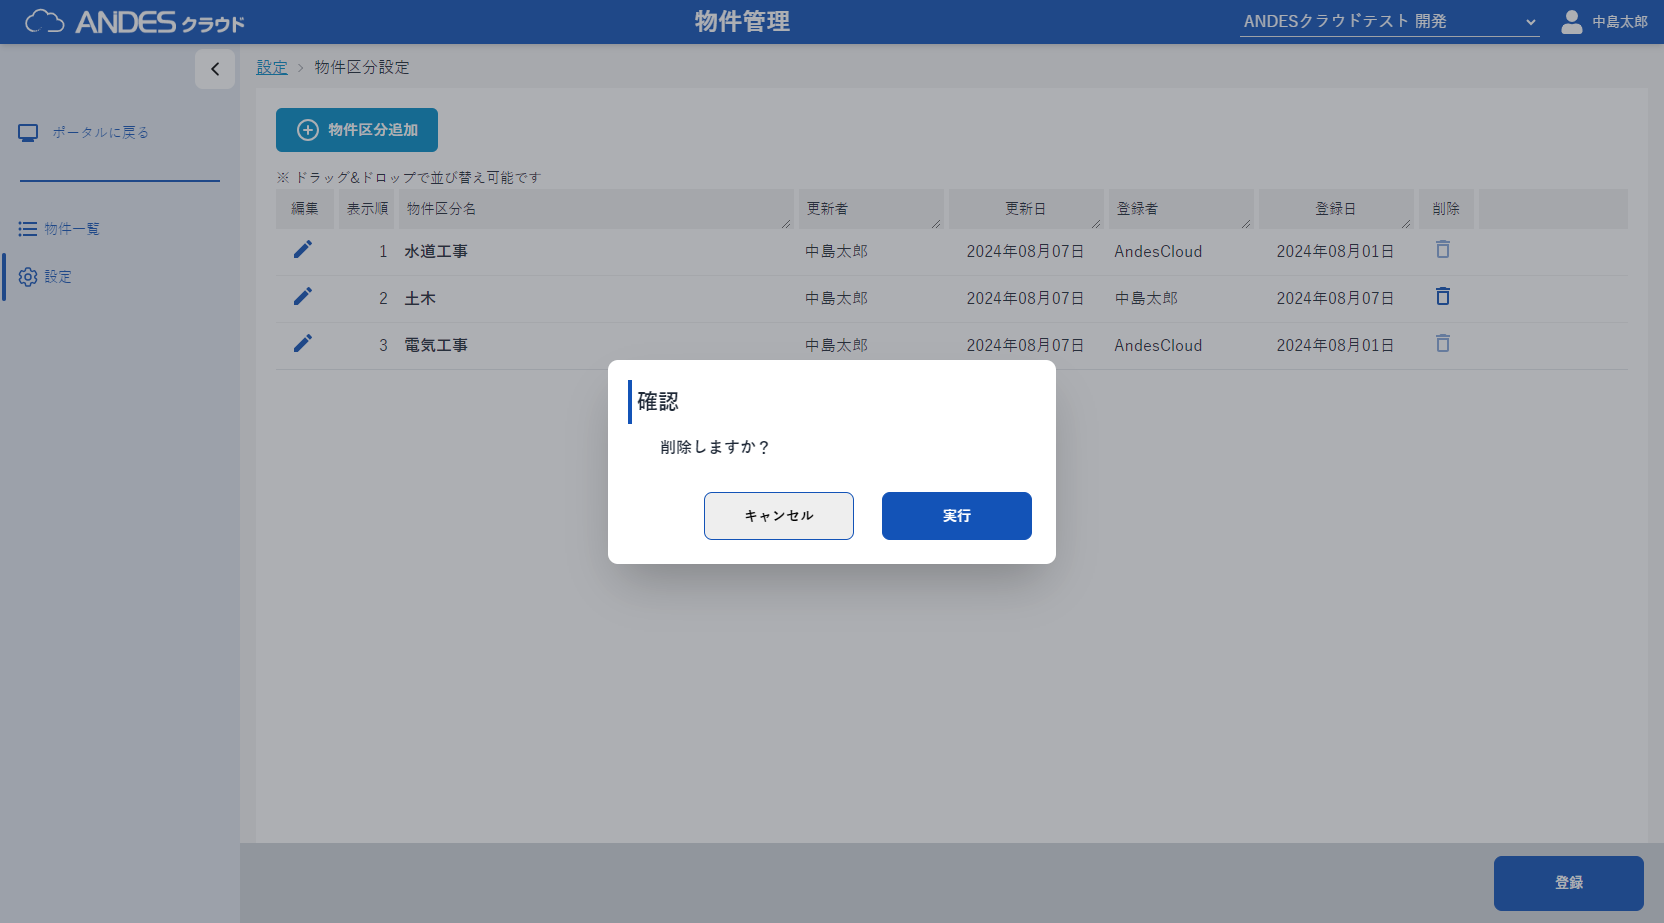 ANDES クラウド
物件管理
ANDESクラウドテスト 開発
中島太郎
設定 > 物件区分設定
ポータルに戻る
物件一覧
設定
物件区分追加
※ ドラッグ&ドロップで並び替え可能です
編集 表示順 物件区分名 更新者 更新日 登録者 登録日 削除
1 水道工事 中島太郎 2024年08月07日 AndesCloud 2024年08月01日
2 土木 中島太郎 2024年08月07日 中島太郎 2024年08月07日
3 電気工事 中島太郎 2024年08月07日 AndesCloud 2024年08月01日
確認
削除しますか？
キャンセル 実行
登録